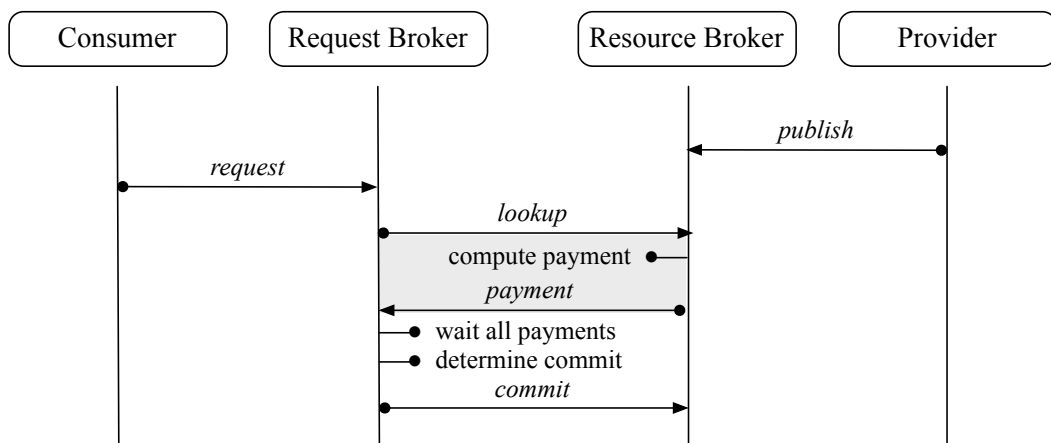 Consumer
Request Broker
Resource Broker
Provider
publish
request
lookup
compute payment
payment
wait all payments
determine commit
commit